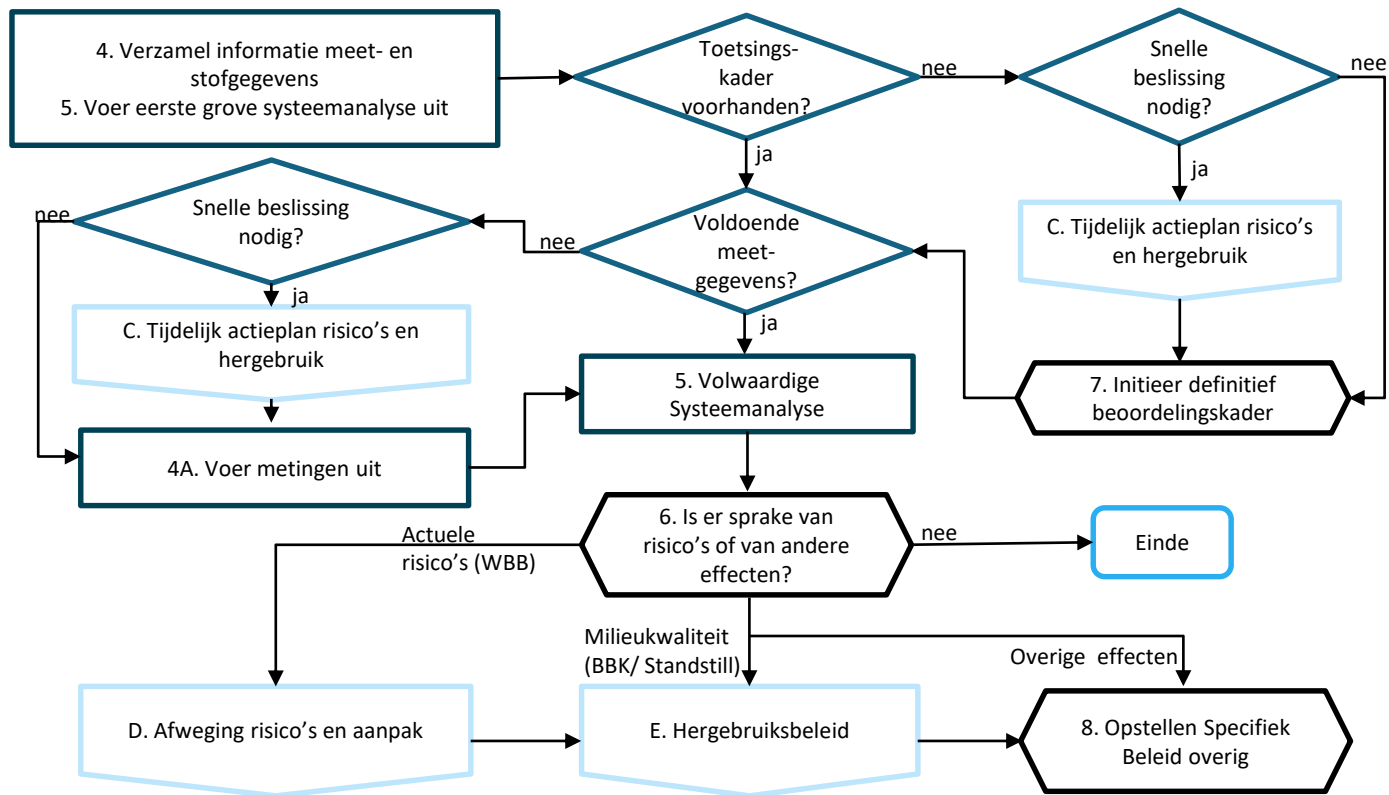 4. Verzamel informatie meet- en
stofgegevens
5. Voer eerste grove systeemanalyse uit
Toetsings-
kader
voorhanden?
nee
Snelle
beslissing
nodig?
nee
ja
ja
nee
Snelle beslissing
nodig?
nee
Voldoende
meet-
gegevens?
C. Tijdelijk actieplan risico's
en hergebruik
ja
C. Tijdelijk actieplan risico's en
hergebruik
ja
5. Volwaardige
Systeemanalyse
7. Initieer definitief
beoordelingskader
4A. Voer metingen uit
Actuele
risico's (WBB)
6. Is er sprake van
risico's of van andere
effecten?
nee
Einde
Milieukwaliteit
(BBK/ Standstill)
Overige effecten
D. Afweging risico's en aanpak
E. Hergebruiksbeleid
8. Opstellen Specifiek
Beleid overig